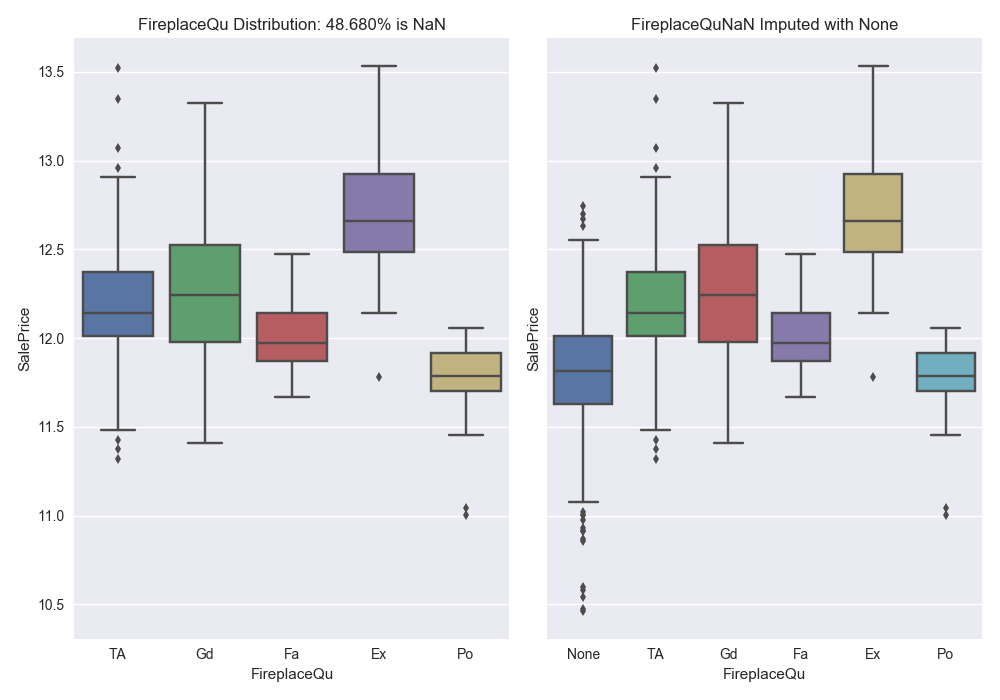 FireplaceQu Distribution: 48.680% is NaN
SalePrice
13.5
13.0
12.5
12.0
11.5
11.0
10.5
TA Gd Fa Ex Po
FireplaceQu
FireplaceQuNaN Imputed with None
SalePrice
None TA Gd Fa Ex Po
FireplaceQu